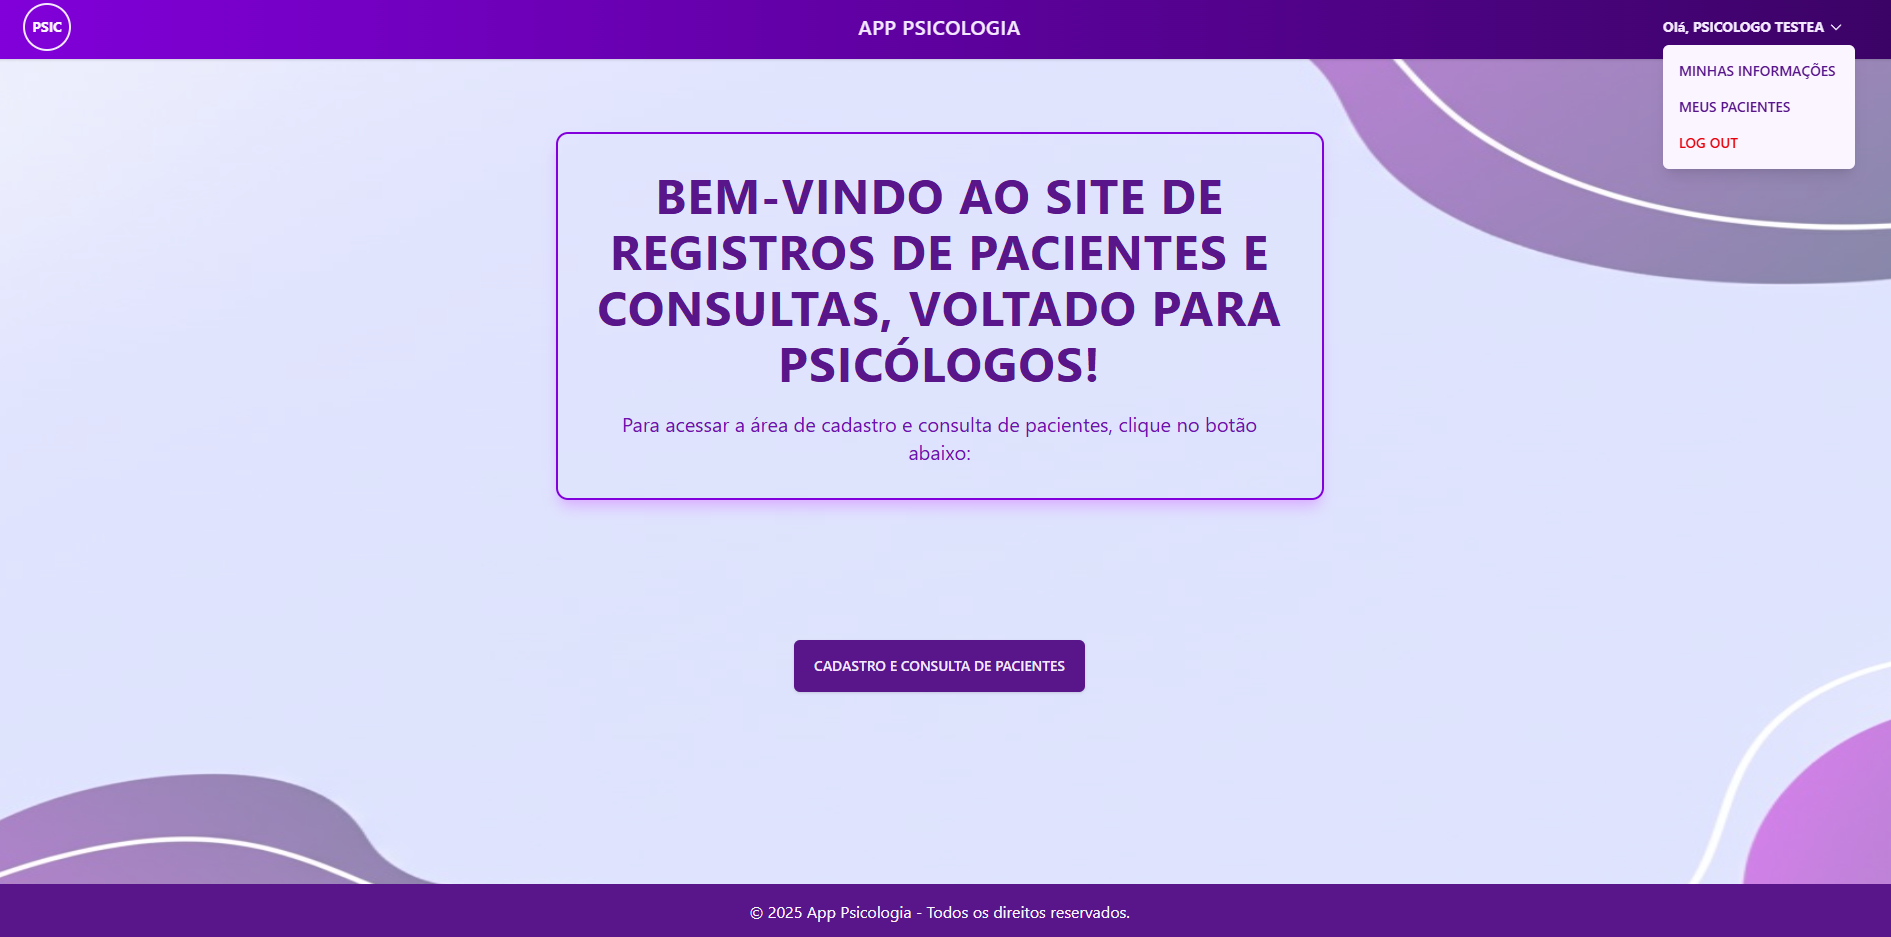 PSIC
APP PSICOLOGIA
Olá, PSICOLOGO TESTEA
MINHAS INFORMAÇÕES
MEUS PACIENTES
LOG OUT
BEM-VINDO AO SITE DE
REGISTROS DE PACIENTES E
CONSULTAS, VOLTADO PARA
PSICÓLOGOS!
Para acessar a área de cadastro e consulta de pacientes, clique no botão
abaixo:
CADASTRO E CONSULTA DE PACIENTES
© 2025 App Psicologia - Todos os direitos reservados.